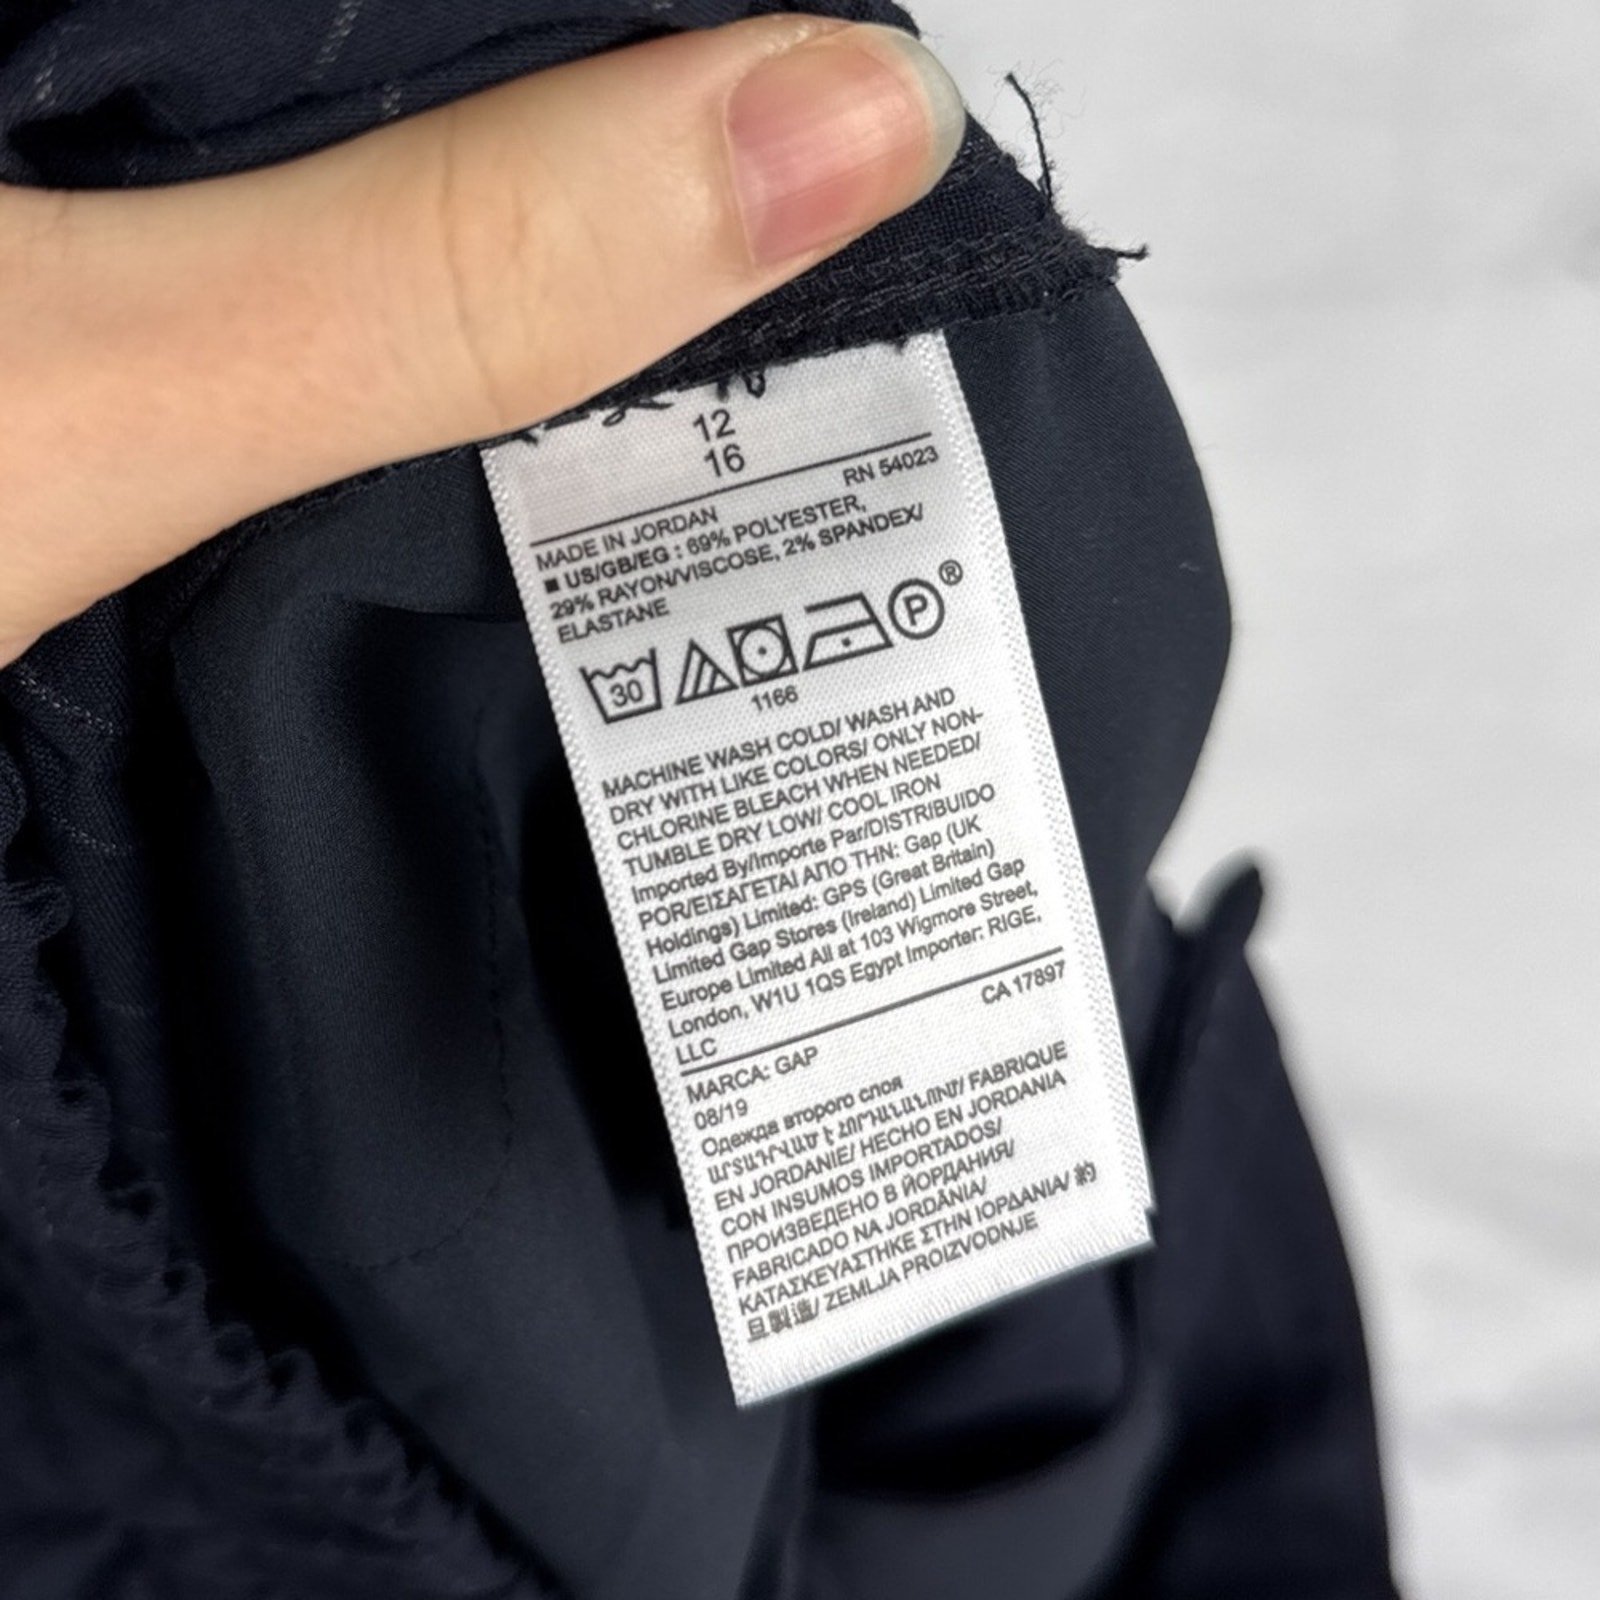 12
16
RN 54023
MADE IN JORDAN
■ US/GB/EG : 69% POLYESTER,
29% RAYON/VISCOSE, 2% SPANDEX/
ELASTANE
30
P
®
1166
MACHINE WASH COLD/ WASH AND
DRY WITH LIKE COLORS/ ONLY NON-
CHLORINE BLEACH WHEN NEEDED/
TUMBLE DRY LOW/ COOL IRON
Imported By/Importe Par/DISTRIBUIDO
POR/ΕΙΣΑΓΕΤΑΙ ΑΠΟ ΤΗΝ: Gap (UK
Holdings) Limited: GPS (Great Britain)
Limited Gap Stores (Ireland) Limited Gap
Europe Limited All at 103 Wigmore Street,
London, W1U 1QS Egypt Importer: RIGE,
LLC
CA 17897
MARCA: GAP
08/19
Одежда второго слоя
ԱՐՏԱԴՐՎԱԾ Է ՀՈՐԴԱՆԱՆՈՒՄ/ FABRIQUE
EN JORDANIE/ HECHO EN JORDANIA
CON INSUMOS IMPORTADOS/
ПРОИЗВЕДЕНО В ЙОРДАНИЯ/
FABRICADO NA JORDÂNIA/
ΚΑΤΑΣΚΕΥΑΣΤΗΚΕ ΣΤΗΝ ΙΟΡΔΑΝΙΑ/ 約
旦製造/ ZEMLJA PROIZVODNJE